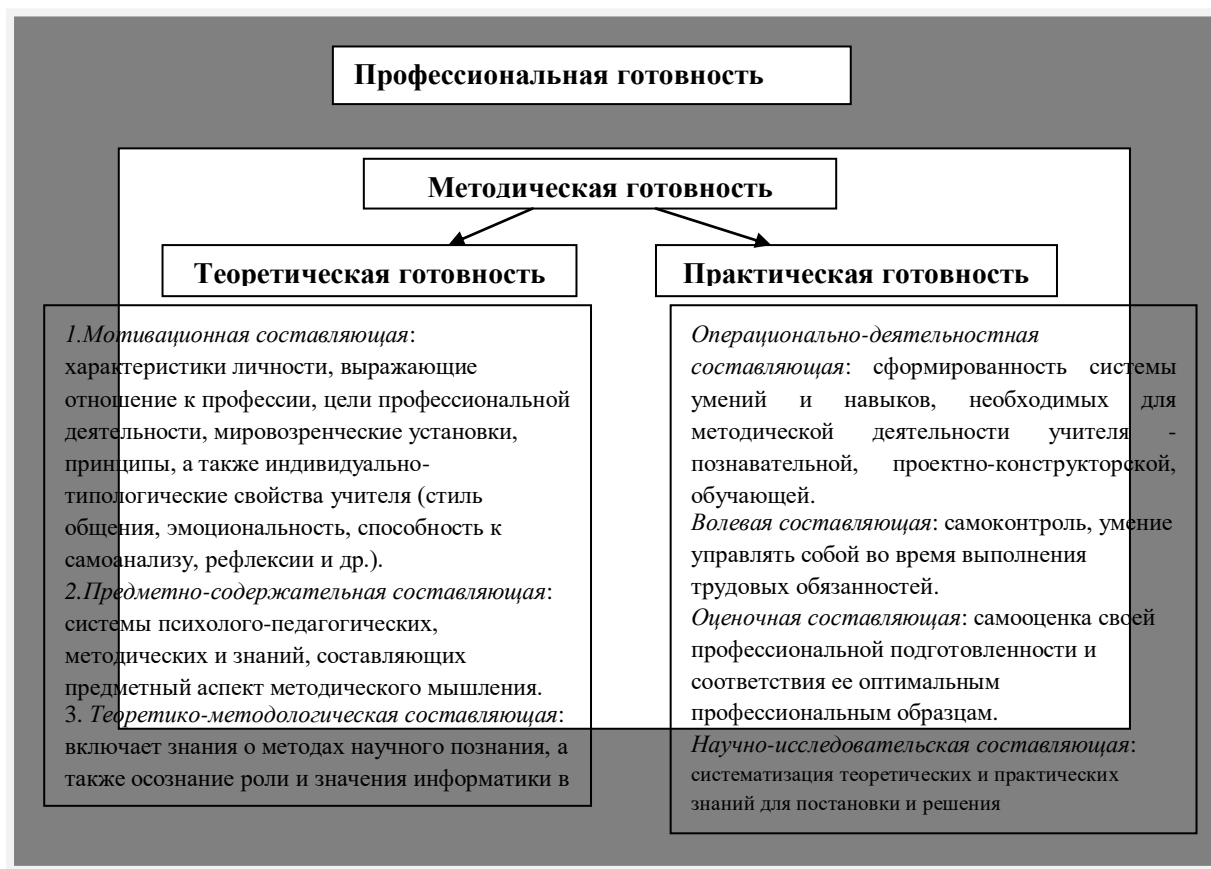 Профессиональная готовность
Методическая готовность
Теоретическая готовность
Практическая готовность
1.Мотивационная составляющая:
характеристики личности, выражающие
отношение к профессии, цели профессиональной
деятельности, мировозренческие установки,
принципы, а также индивидуально-
типологические свойства учителя (стиль
общения, эмоциональность, способность к
самоанализу, рефлексии и др.).
2.Предметно-содержательная составляющая:
системы психолого-педагогических,
методических и знаний, составляющих
предметный аспект методического мышления.
3. Теоретико-методологическая составляющая:
включает знания о методах научного познания, а
также осознание роли и значения информатики в
Операционально-деятельностная
составляющая: сформированность системы
умений и навыков, необходимых для
методической деятельности учителя -
познавательной, проектно-конструкторской,
обучающей.
Волевая составляющая: самоконтроль, умение
управлять собой во время выполнения
трудовых обязанностей.
Оценочная составляющая: самооценка своей
профессиональной подготовленности и
соответствия ее оптимальным
профессиональным образцам.
Научно-исследовательская составляющая:
систематизация теоретических и практических
знаний для постановки и решения